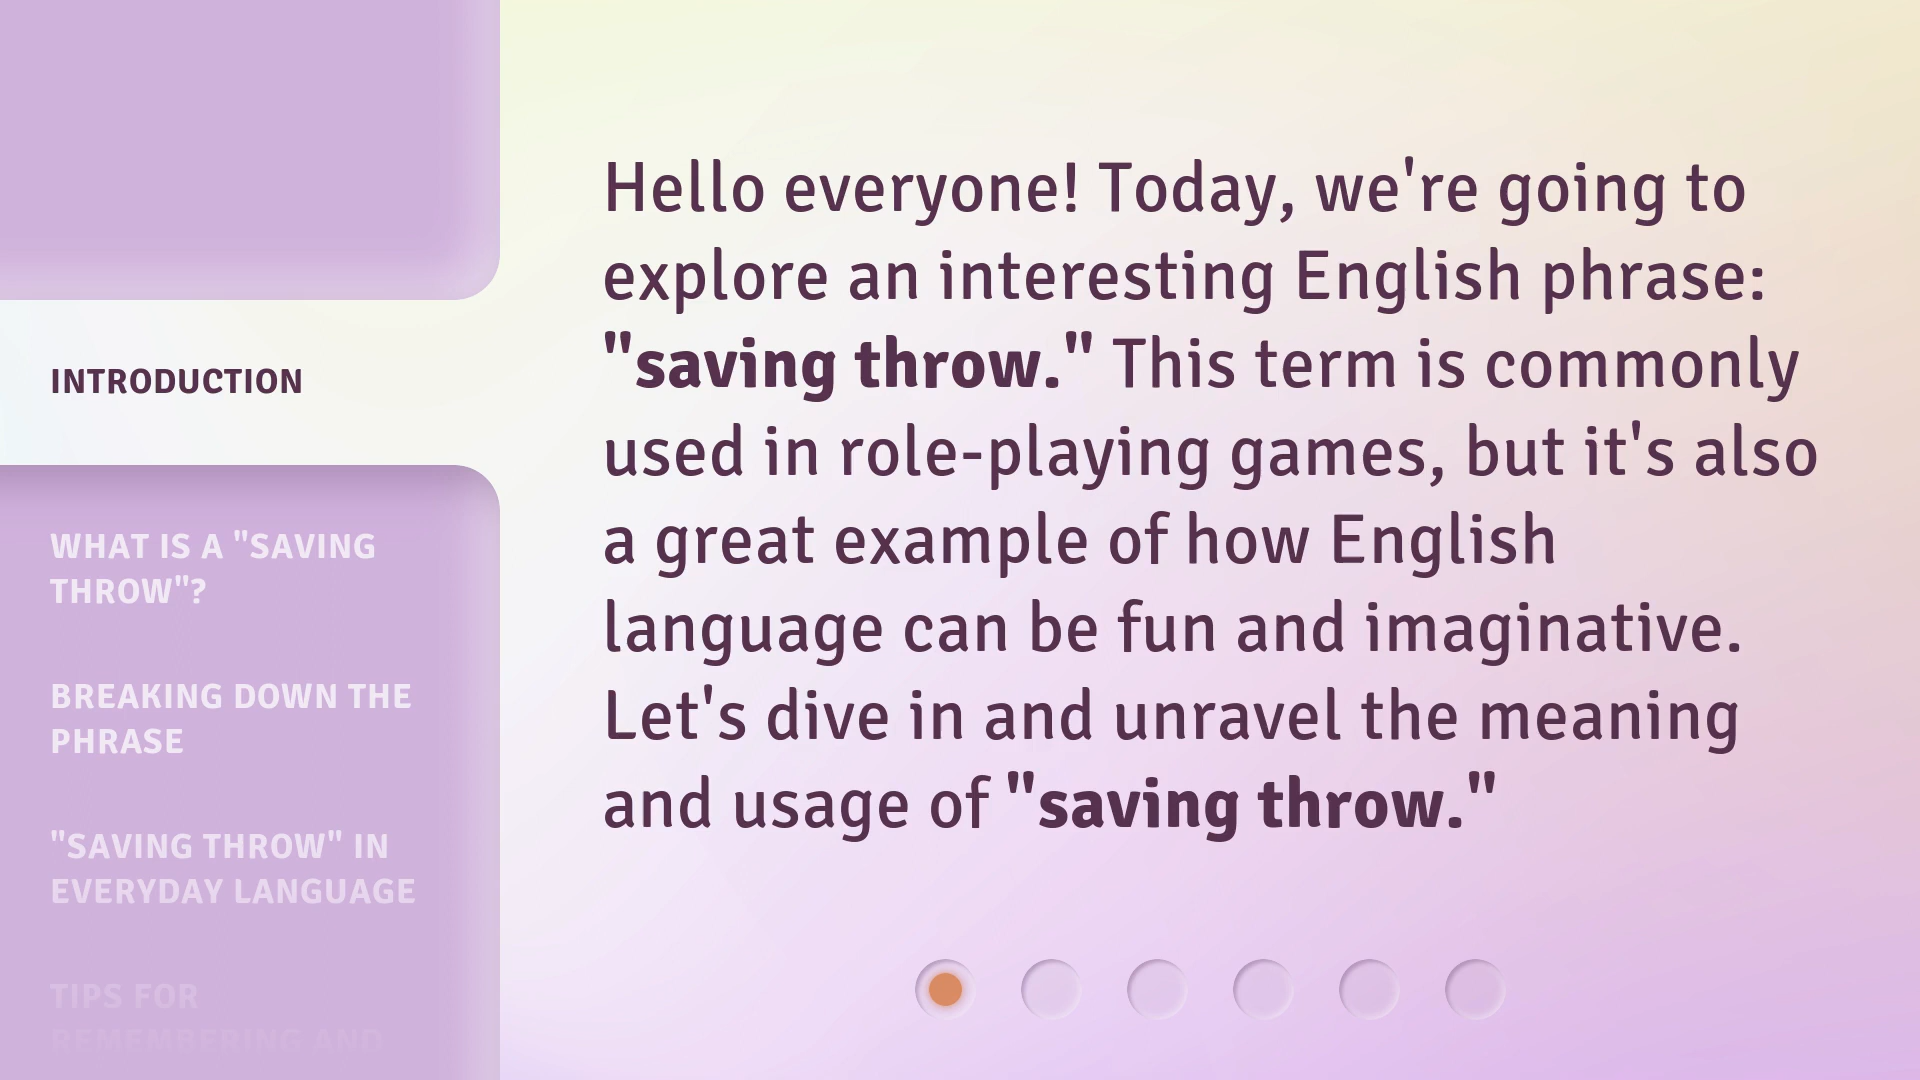 INTRODUCTION
WHAT IS A "SAVING
THROW"?
BREAKING DOWN THE
PHRASE
"SAVING THROW" IN
EVERYDAY LANGUAGE
TIPS FOR
REMEMBERING AND
Hello everyone! Today, we're going to
explore an interesting English phrase:
"saving throw." This term is commonly
used in role-playing games, but it's also
a great example of how English
language can be fun and imaginative.
Let's dive in and unravel the meaning
and usage of "saving throw."